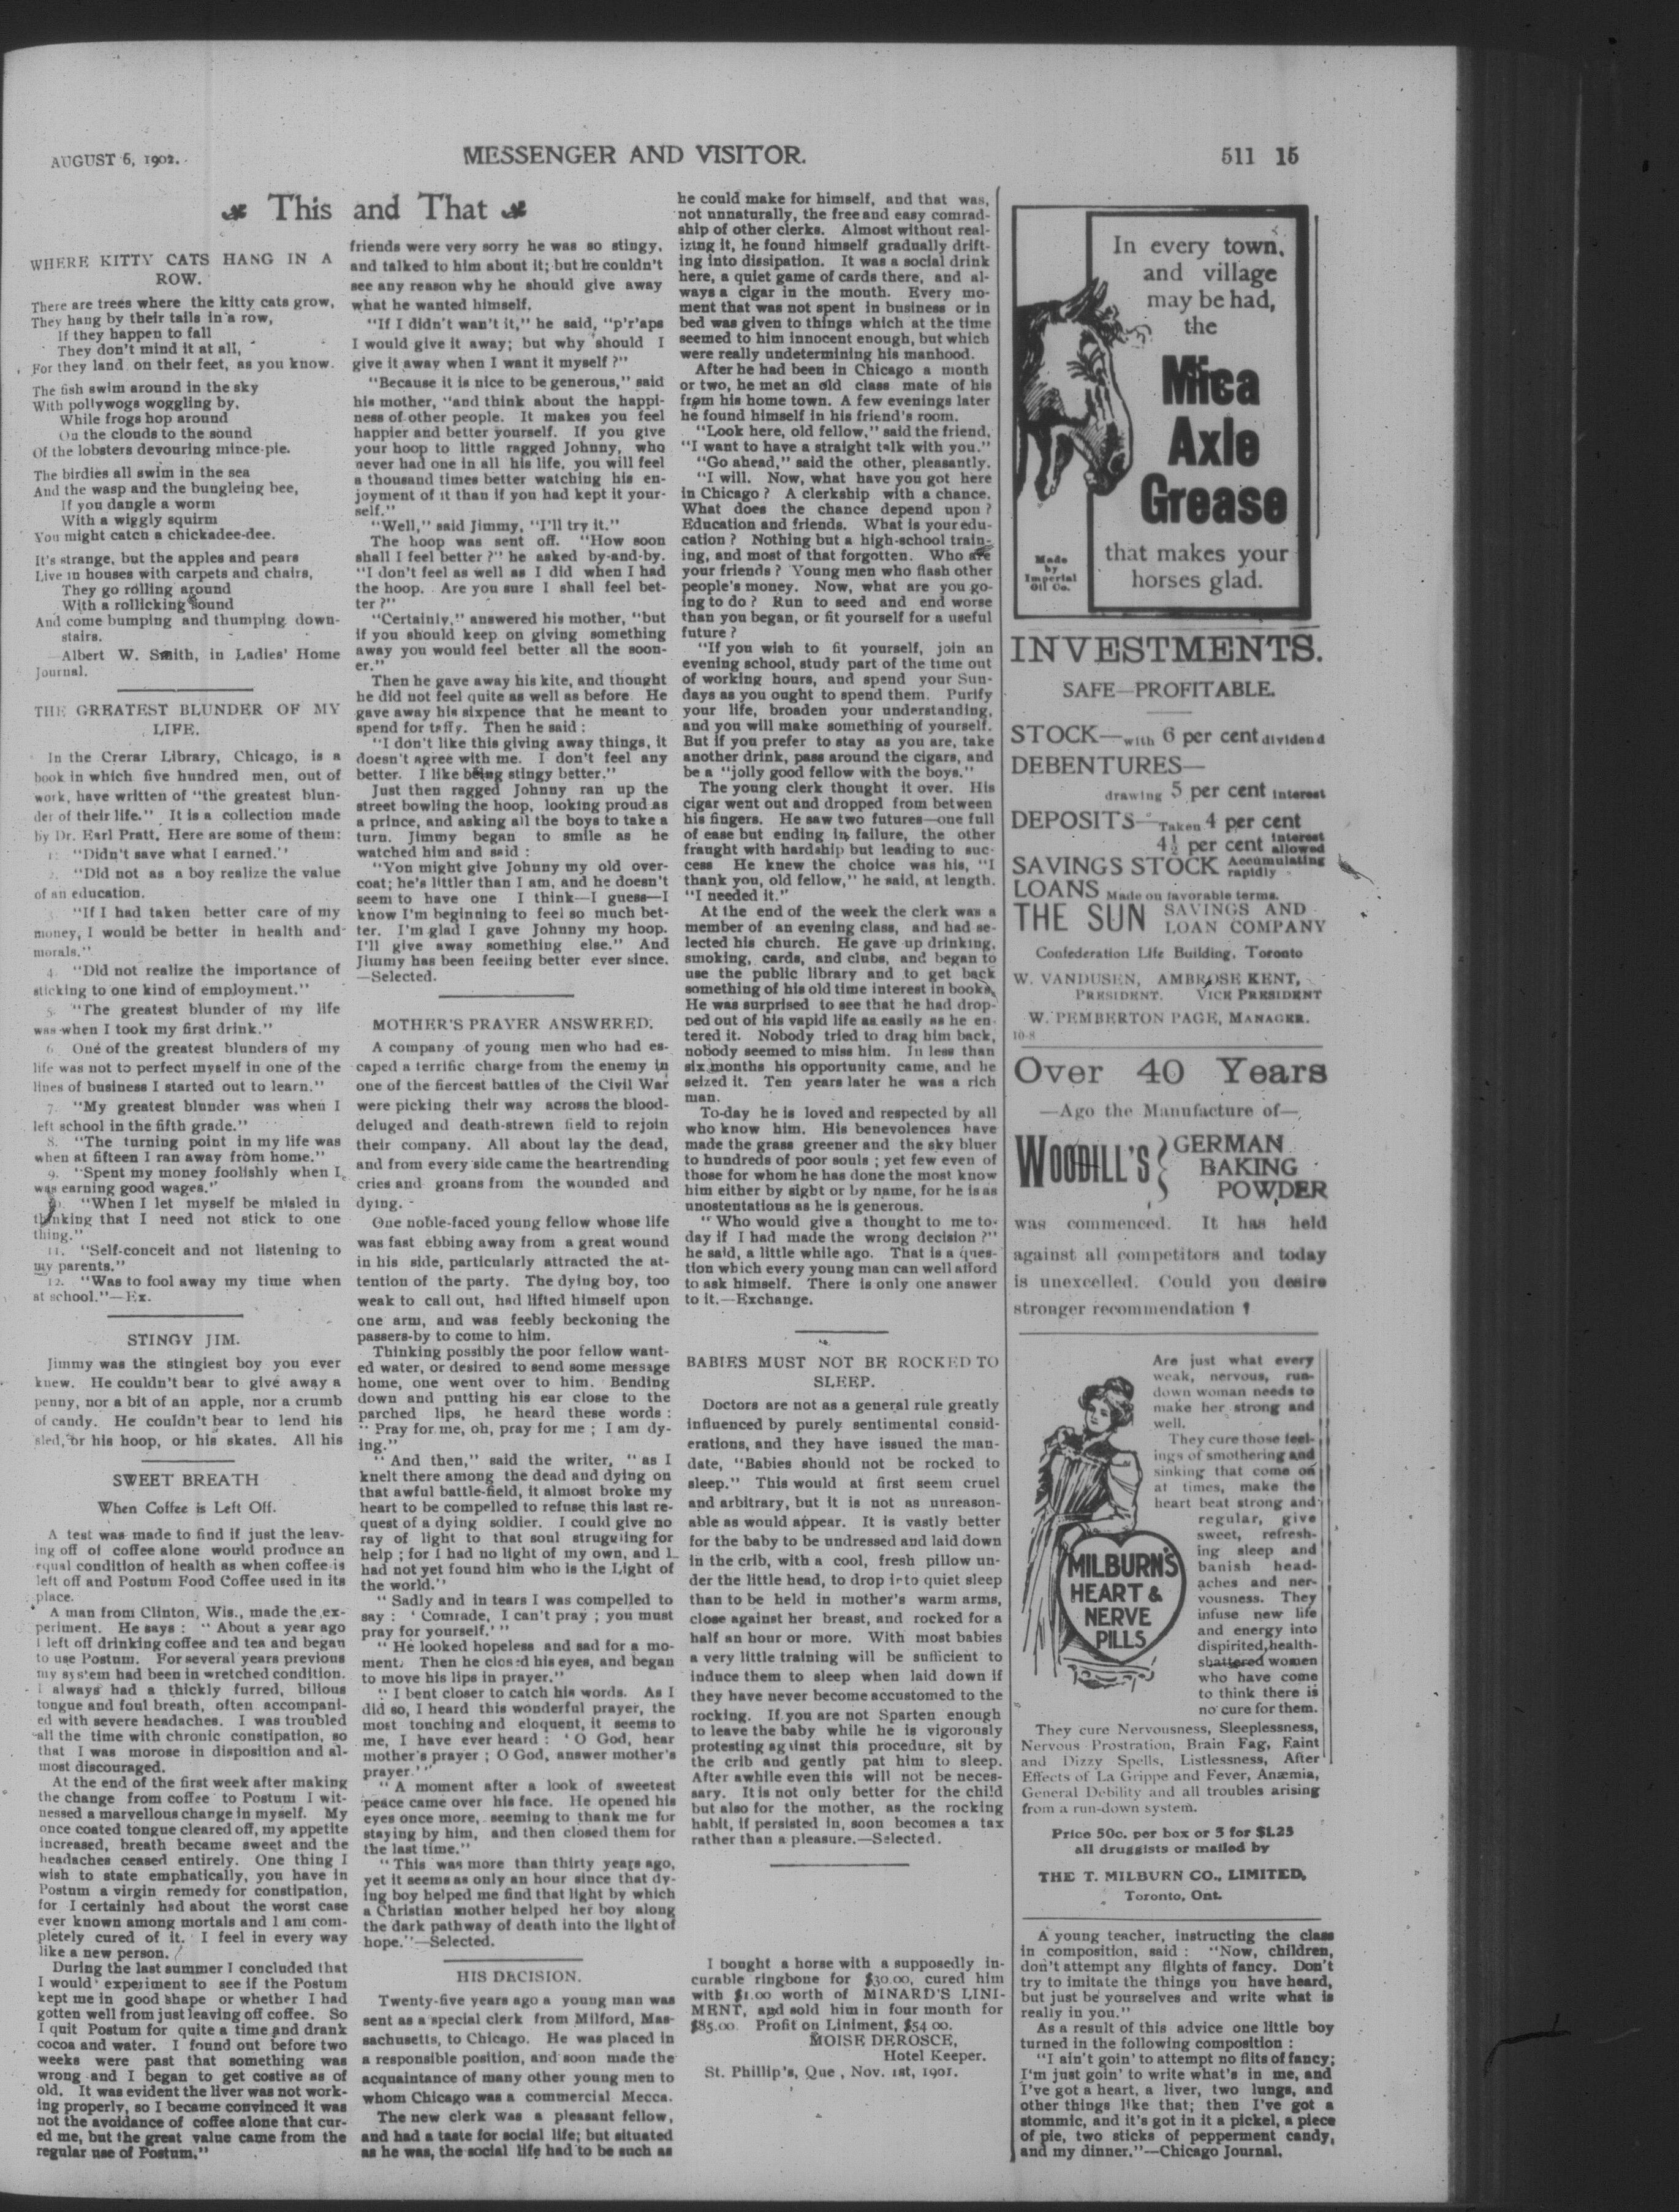 AUGUST 6, 1902.
MESSENGER AND VISITOR.
511 15
This and That
WHERE KITTY CATS HANG IN A
ROW.
There are trees where the kitty cats grow,
They hang by their tails in a row,
If they happen to fall
They don't mind it at all,
For they land on their feet, as you know.
The fish swim around in the sky
With pollywogs woggling by,
While frogs hop around
On the clouds to the sound
Of the lobsters devouring mince-pie.
The birdies all swim in the sea
And the wasp and the bungleing bee,
If you dangle a worm
With a wiggly squirm
You might catch a chickadee-dee.
It's strange, but the apples and pears
Live in houses with carpets and chairs,
They go rolling around
With a rollicking sound
And come bumping and thumping down-
stairs.
—Albert W. Smith, in Ladies' Home
Journal.
THE GREATEST BLUNDER OF MY
LIFE.
In the Crerar Library, Chicago, is a
book in which five hundred men, out of
work, have written of "the greatest blun-
der of their life." It is a collection made
by Dr. Earl Pratt. Here are some of them:
1. "Didn't save what I earned."
2. "Did not as a boy realize the value
of an education.
3. "If I had taken better care of my
money, I would be better in health and
morals."
4. "Did not realize the importance of
sticking to one kind of employment."
5. "The greatest blunder of my life
was when I took my first drink."
6. One of the greatest blunders of my
life was not to perfect myself in one of the
lines of business I started out to learn."
7. "My greatest blunder was when I
left school in the fifth grade."
8. "The turning point in my life was
when at fifteen I ran away from home."
9. "Spent my money foolishly when I
was earning good wages."
"When I let myself be misled in
thinking that I need not stick to one
thing."
11. "Self-conceit and not listening to
my parents."
12. "Was to fool away my time when
at school."—Ex.
STINGY JIM.
Jimmy was the stingiest boy you ever
knew. He couldn't bear to give away a
penny, nor a bit of an apple, nor a crumb
of candy. He couldn't bear to lend his
sled, or his hoop, or his skates. All his
SWEET BREATH
When Coffee is Left Off.
A test was made to find if just the leav-
ing off of coffee alone would produce an
equal condition of health as when coffee is
left off and Postum Food Coffee used in its
place.
A man from Clinton, Wis., made the ex-
periment. He says: "About a year ago
I left off drinking coffee and tea and began
to use Postum. For several years previous
my system had been in wretched condition.
I always had a thickly furred, bilious
tongue and foul breath, often accompani-
ed with severe headaches. I was troubled
all the time with chronic constipation, so
that I was morose in disposition and al-
most discouraged.
At the end of the first week after making
the change from coffee to Postum I wit-
nessed a marvellous change in myself. My
once coated tongue cleared off, my appetite
increased, breath became sweet and the
headaches ceased entirely. One thing I
wish to state emphatically, you have in
Postum a virgin remedy for constipation,
for I certainly had about the worst case
ever known among mortals and I am com-
pletely cured of it. I feel in every way
like a new person.
During the last summer I concluded that
I would experiment to see if the Postum
kept me in good shape or whether I had
gotten well from just leaving off coffee. So
I quit Postum for quite a time and drank
cocoa and water. I found out before two
weeks were past that something was
wrong and I began to get costive as of
old. It was evident the liver was not work-
ing properly, so I became convinced it was
not the avoidance of coffee alone that cur-
ed me, but the great value came from the
regular use of Postum."
friends were very sorry he was so stingy,
and talked to him about it; but he couldn't
see any reason why he should give away
what he wanted himself.
"If I didn't wan't it," he said, "p'r'aps
I would give it away; but why should I
give it away when I want it myself?"
"Because it is nice to be generous," said
his mother, "and think about the happi-
ness of other people. It makes you feel
happier and better yourself. If you give
your hoop to little ragged Johnny, who
never had one in all his life, you will feel
a thousand times better watching his en-
joyment of it than if you had kept it your-
self."
"Well," said Jimmy, "I'll try it."
The hoop was sent off. "How soon
shall I feel better?" he asked by-and-by.
"I don't feel as well as I did when I had
the hoop. Are you sure I shall feel bet-
ter?"
"Certainly," answered his mother, "but
if you should keep on giving something
away you would feel better all the soon-
er."
Then he gave away his kite, and thought
he did not feel quite as well as before. He
gave away his sixpence that he meant to
spend for taffy. Then he said:
"I don't like this giving away things, it
doesn't agree with me. I don't feel any
better. I like being stingy better."
Just then ragged Johnny ran up the
street bowling the hoop, looking proud as
a prince, and asking all the boys to take a
turn. Jimmy began to smile as he
watched him and said:
"You might give Johnny my old over-
coat; he's littler than I am, and he doesn't
seem to have one I think—I guess—I
know I'm beginning to feel so much bet-
ter. I'm glad I gave Johnny my hoop.
I'll give away something else." And
Jimmy has been feeling better ever since.
—Selected.
MOTHER'S PRAYER ANSWERED.
A company of young men who had es-
caped a terrific charge from the enemy in
one of the fiercest battles of the Civil War
were picking their way across the blood-
deluged and death-strewn field to rejoin
their company. All about lay the dead,
and from every side came the heartrending
cries and groans from the wounded and
dying.
One noble-faced young fellow whose life
was fast ebbing away from a great wound
in his side, particularly attracted the at-
tention of the party. The dying boy, too
weak to call out, had lifted himself upon
one arm, and was feebly beckoning the
passers-by to come to him.
Thinking possibly the poor fellow want-
ed water, or desired to send some message
home, one went over to him. Bending
down and putting his ear close to the
parched lips, he heard these words:
"Pray for me, oh, pray for me; I am dy-
ing."
"And then," said the writer, "as I
knelt there among the dead and dying on
that awful battle-field, it almost broke my
heart to be compelled to refuse this last re-
quest of a dying soldier. I could give no
ray of light to that soul struggling for
help; for I had no light of my own, and I
had not yet found him who is the Light of
the world."
"Sadly and in tears I was compelled to
say: 'Comrade, I can't pray; you must
pray for yourself.'"
"He looked hopeless and sad for a mo-
ment. Then he closed his eyes, and began
to move his lips in prayer."
"I bent closer to catch his words. As I
did so, I heard this wonderful prayer, the
most touching and eloquent, it seems to
me, I have ever heard: 'O God, hear
mother's prayer; O God, answer mother's
prayer.'"
"A moment after a look of sweetest
peace came over his face. He opened his
eyes once more, seeming to thank me for
staying by him, and then closed them for
the last time."
"This was more than thirty years ago,
yet it seems as only an hour since that dy-
ing boy helped me find that light by which
a Christian mother helped her boy along
the dark pathway of death into the light of
hope."—Selected.
HIS DECISION.
Twenty-five years ago a young man was
sent as a special clerk from Milford, Mas-
sachusetts, to Chicago. He was placed in
a responsible position, and soon made the
acquaintance of many other young men to
whom Chicago was a commercial Mecca.
The new clerk was a pleasant fellow,
and had a taste for social life; but situated
as he was, the social life had to be such as
he could make for himself, and that was,
not unnaturally, the free and easy comrad-
ship of other clerks. Almost without real-
izing it, he found himself gradually drift-
ing into dissipation. It was a social drink
here, a quiet game of cards there, and al-
ways a cigar in the mouth. Every mo-
ment that was not spent in business or in
bed was given to things which at the time
seemed to him innocent enough, but which
were really undetermining his manhood.
After he had been in Chicago a month
or two, he met an old class mate of his
from his home town. A few evenings later
he found himself in his friend's room.
"Look here, old fellow," said the friend,
"I want to have a straight talk with you."
"Go ahead," said the other, pleasantly.
"I will. Now, what have you got here
in Chicago? A clerkship with a chance.
What does the chance depend upon?
Education and friends. What is your edu-
cation? Nothing but a high-school train-
ing, and most of that forgotten. Who are
your friends? Young men who flash other
people's money. Now, what are you go-
ing to do? Run to seed and end worse
than you began, or fit yourself for a useful
future?
"If you wish to fit yourself, join an
evening school, study part of the time out
of working hours, and spend your Sun-
days as you ought to spend them. Purify
your life, broaden your understanding,
and you will make something of yourself.
But if you prefer to stay as you are, take
another drink, pass around the cigars, and
be a "jolly good fellow with the boys."
The young clerk thought it over. His
cigar went out and dropped from between
his fingers. He saw two futures—one full
of ease but ending in failure, the other
fraught with hardship but leading to suc-
cess He knew the choice was his, "I
thank you, old fellow," he said, at length.
"I needed it."
At the end of the week the clerk was a
member of an evening class, and had se-
lected his church. He gave up drinking,
smoking, cards, and clubs, and began to
use the public library and to get back
something of his old time interest in books.
He was surprised to see that he had drop-
ped out of his vapid life as easily as he en-
tered it. Nobody tried to drag him back,
nobody seemed to miss him. In less than
six months his opportunity came, and he
seized it. Ten years later he was a rich
man.
To-day he is loved and respected by all
who know him. His benevolences have
made the grass greener and the sky bluer
to hundreds of poor souls; yet few even of
those for whom he has done the most know
him either by sight or by name, for he is as
unostentatious as he is generous.
"Who would give a thought to me to-
day if I had made the wrong decision?"
he said, a little while ago. That is a ques-
tion which every young man can well afford
to ask himself. There is only one answer
to it.—Exchange.
BABIES MUST NOT BE ROCKED TO
SLEEP.
Doctors are not as a general rule greatly
influenced by purely sentimental consid-
erations, and they have issued the man-
date, "Babies should not be rocked to
sleep." This would at first seem cruel
and arbitrary, but it is not as unreason-
able as would appear. It is vastly better
for the baby to be undressed and laid down
in the crib, with a cool, fresh pillow un-
der the little head, to drop into quiet sleep
than to be held in mother's warm arms,
close against her breast, and rocked for a
half an hour or more. With most babies
a very little training will be sufficient to
induce them to sleep when laid down if
they have never become accustomed to the
rocking. If you are not Sparten enough
to leave the baby while he is vigorously
protesting against this procedure, sit by
the crib and gently pat him to sleep.
After awhile even this will not be neces-
sary. It is not only better for the child
but also for the mother, as the rocking
habit, if persisted in, soon becomes a tax
rather than a pleasure.—Selected.
I bought a horse with a supposedly in-
curable ringbone for $30.00, cured him
with $1.00 worth of MINARD'S LINI-
MENT, and sold him in four month for
$85.00. Profit on Liniment, $54 00.
MOISE DEROSCE,
Hotel Keeper.
St. Phillip's, Que, Nov. 1st, 1901.
In every town,
and village
may be had,
the
Mica
Axle
Grease
that makes your
horses glad.
Made
by
Imperial
Oil Co.
INVESTMENTS.
SAFE—PROFITABLE.
STOCK—with 6 per cent dividend
DEBENTURES—
drawing 5 per cent interest
DEPOSITS—Taken 4 per cent
4½ per cent interest allowed
SAVINGS STOCK Accumulating rapidly
LOANS Made on favorable terms.
THE SUN SAVINGS AND LOAN COMPANY
Confederation Life Building, Toronto
W. VANDUSEN, AMBROSE KENT,
PRESIDENT. VICE PRESIDENT
W. PEMBERTON PAGE, MANAGER.
10-8
Over 40 Years
—Ago the Manufacture of—
WOODILL'S GERMAN
BAKING
POWDER
was commenced. It has held
against all competitors and today
is unexcelled. Could you desire
stronger recommendation?
Are just what every
weak, nervous, run-
down woman needs to
make her strong and
well.
They cure those feel-
ings of smothering and
sinking that come on
at times, make the
heart beat strong and
regular, give
sweet, refresh-
ing sleep and
banish head-
aches and ner-
vousness. They
infuse new life
and energy into
dispirited, health-
shattered women
who have come
to think there is
no cure for them.
MILBURN'S
HEART &
NERVE
PILLS
They cure Nervousness, Sleeplessness,
Nervous Prostration, Brain Fag, Faint
and Dizzy Spells, Listlessness, After
Effects of La Grippe and Fever, Anæmia,
General Debility and all troubles arising
from a run-down system.
Price 50c. per box or 3 for $1.25
all druggists or mailed by
THE T. MILBURN CO., LIMITED,
Toronto, Ont.
A young teacher, instructing the class
in composition, said: "Now, children,
don't attempt any flights of fancy. Don't
try to imitate the things you have heard,
but just be yourselves and write what is
really in you."
As a result of this advice one little boy
turned in the following composition:
"I ain't goin' to attempt no flits of fancy;
I'm just goin' to write what's in me, and
I've got a heart, a liver, two lungs, and
other things like that; then I've got a
stommic, and it's got in it a pickel, a piece
of pie, two sticks of pepperment candy,
and my dinner."—Chicago Journal.